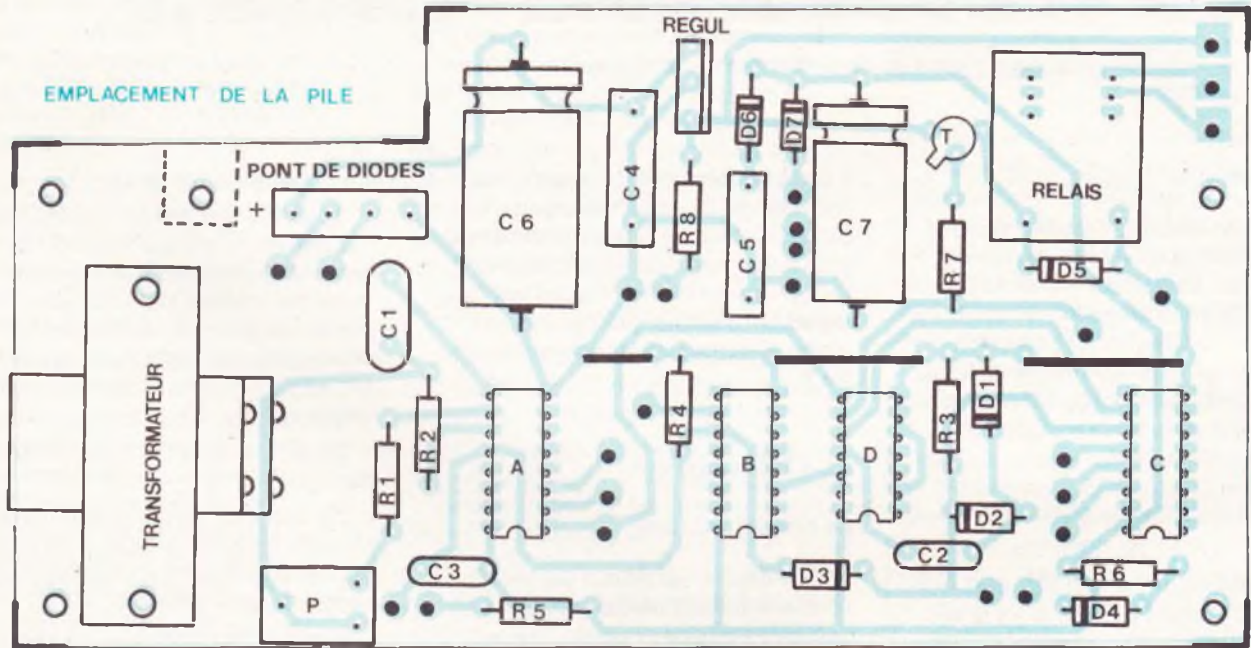 REGUL
EMPLACEMENT DE LA PILE
PONT DE DIODES
+
C 6
C 4
R 8
D6
D7
C 5
C 7
T
R 7
RELAIS
D5
TRANSFORMATEUR
C 1
R 2
R 1
A
R 4
B
D
R 3
D1
C
D2
C 3
P
R 5
D3
C 2
R 6
D4